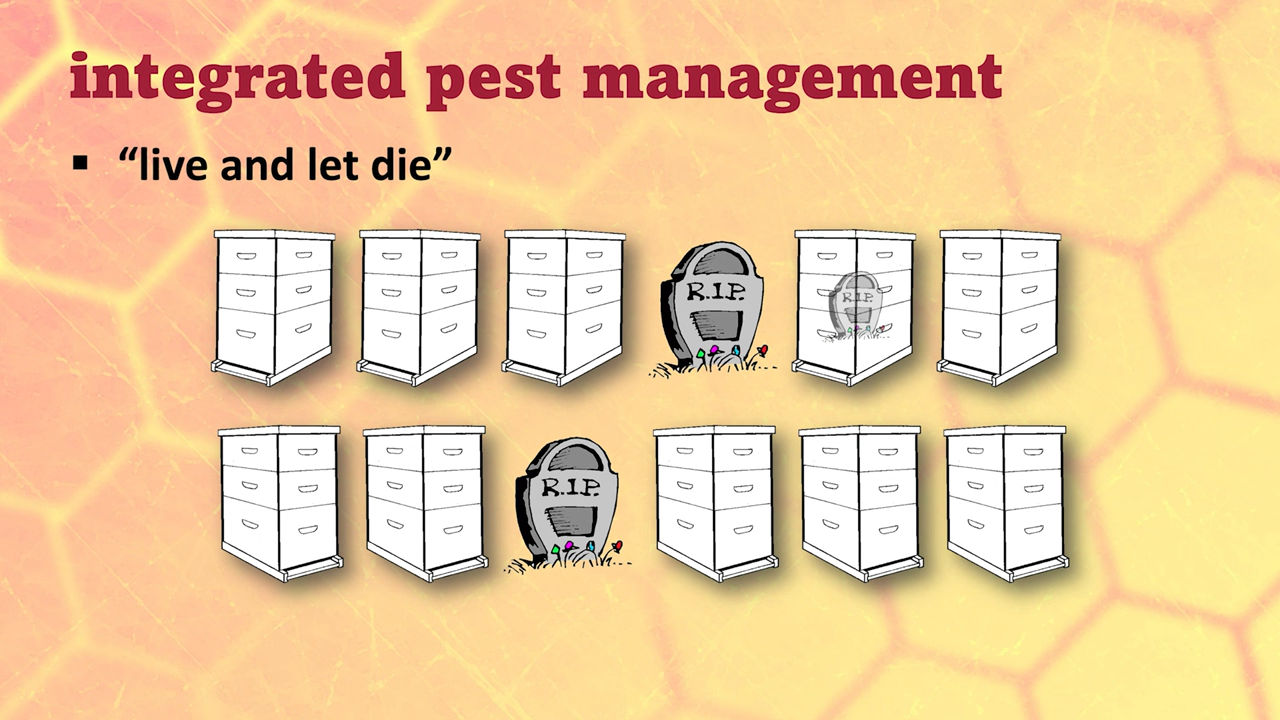 integrated pest management
▪ “live and let die”
R.I.P.
R.I.P.
R.I.P.